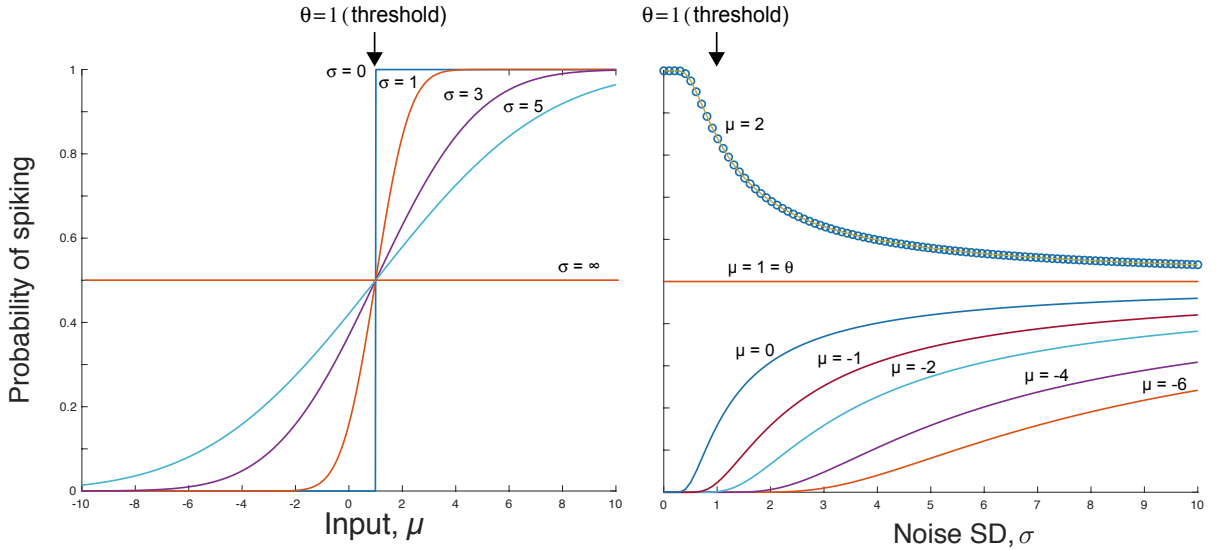 θ=1 (threshold)
θ=1 (threshold)
σ = 0
σ = 1
σ = 3
σ = 5
σ = ∞
μ = 2
μ = 1 = θ
μ = 0
μ = -1
μ = -2
μ = -4
μ = -6
Probability of spiking
1
0.8
0.6
0.4
0.2
0
-10 -8 -6 -4 -2 0 2 4 6 8 10
0 1 2 3 4 5 6 7 8 9 10
Input, μ
Noise SD, σ